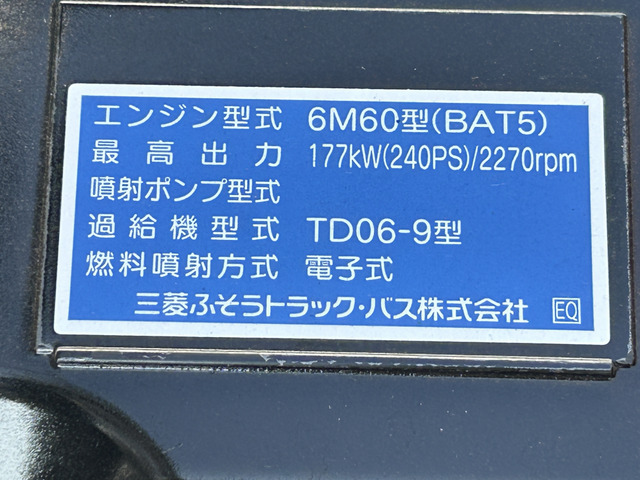 エンジン型式 6M60型(BAT5)
最高出力 177kW(240PS)/2270rpm
噴射ポンプ型式
過給機型式 TD06-9型
燃料噴射方式 電子式
三菱ふそうトラック・バス株式会社 EQ